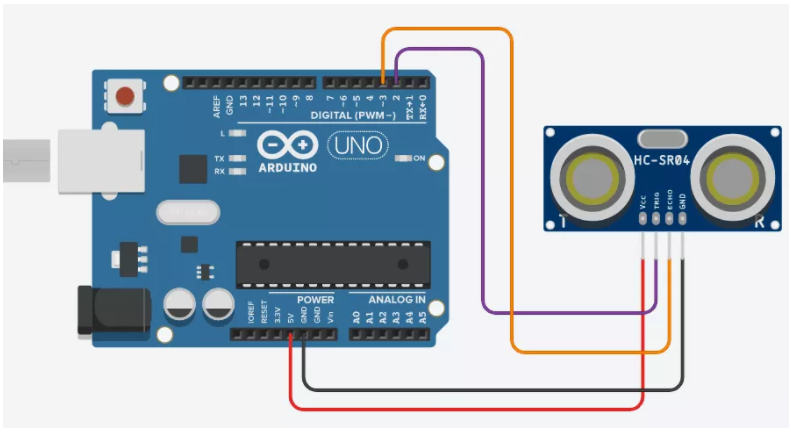 AREF
GND
13
12
~11
~10
~9
8
7
~6
~5
4
~3
2
TX→1
RX←0
DIGITAL (PWM~)
L
TX
RX
UNO
ON
ARDUINO
HC-SR04
T
VCC
TRIG
ECHO
GND
R
POWER
ANALOG IN
IOREF
RESET
3.3V
5V
GND
GND
Vin
A0
A1
A2
A3
A4
A5